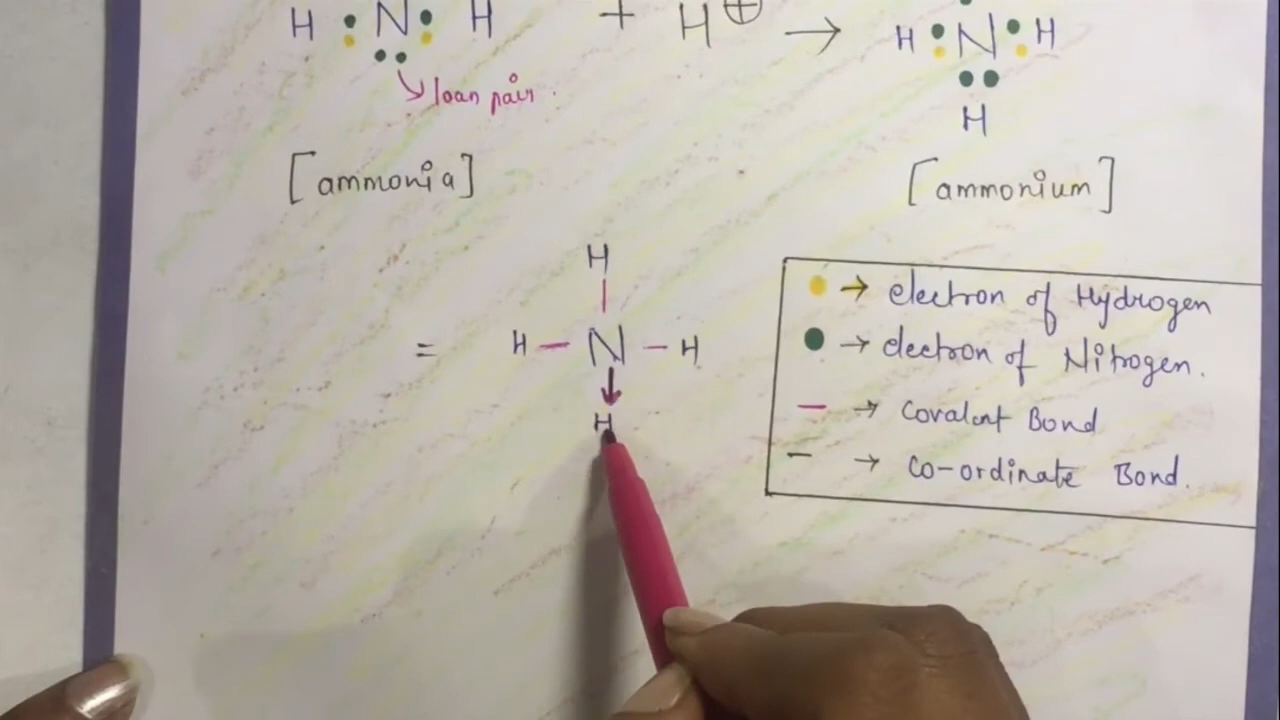 H N H + H⊕ → H N H
loan pair.
H
[ammonia] [ammonium]
H
= H – N – H
↓
H
→ electron of Hydrogen
→ electron of Nitrogen.
— → Covalent Bond
– → Co-ordinate Bond.